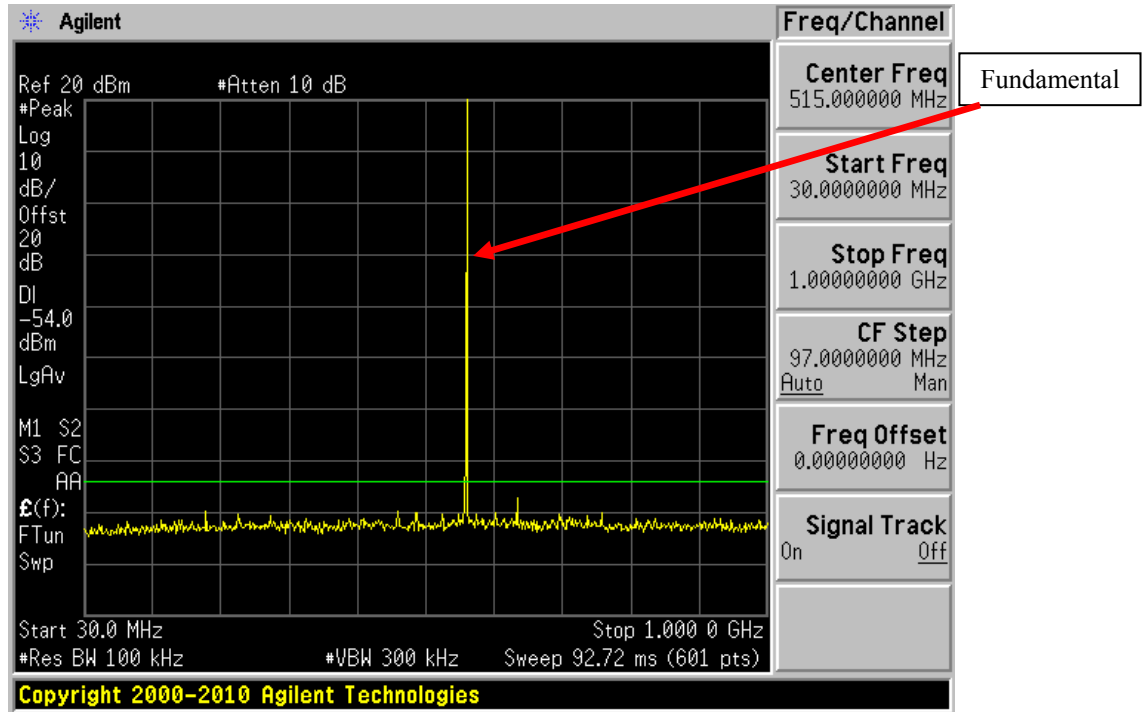 Agilent
Freq/Channel
Ref 20 dBm #Atten 10 dB
#Peak
Log
10
dB/
Offst
20
dB
DI
-54.0
dBm
LgAv
M1 S2
S3 FC
AA
£(f):
FTun
Swp
Start 30.0 MHz Stop 1.000 0 GHz
#Res BW 100 kHz #VBW 300 kHz Sweep 92.72 ms (601 pts)
Copyright 2000-2010 Agilent Technologies
Center Freq
515.000000 MHz
Start Freq
30.0000000 MHz
Stop Freq
1.00000000 GHz
CF Step
97.0000000 MHz
Auto Man
Freq Offset
0.00000000 Hz
Signal Track
On Off
Fundamental